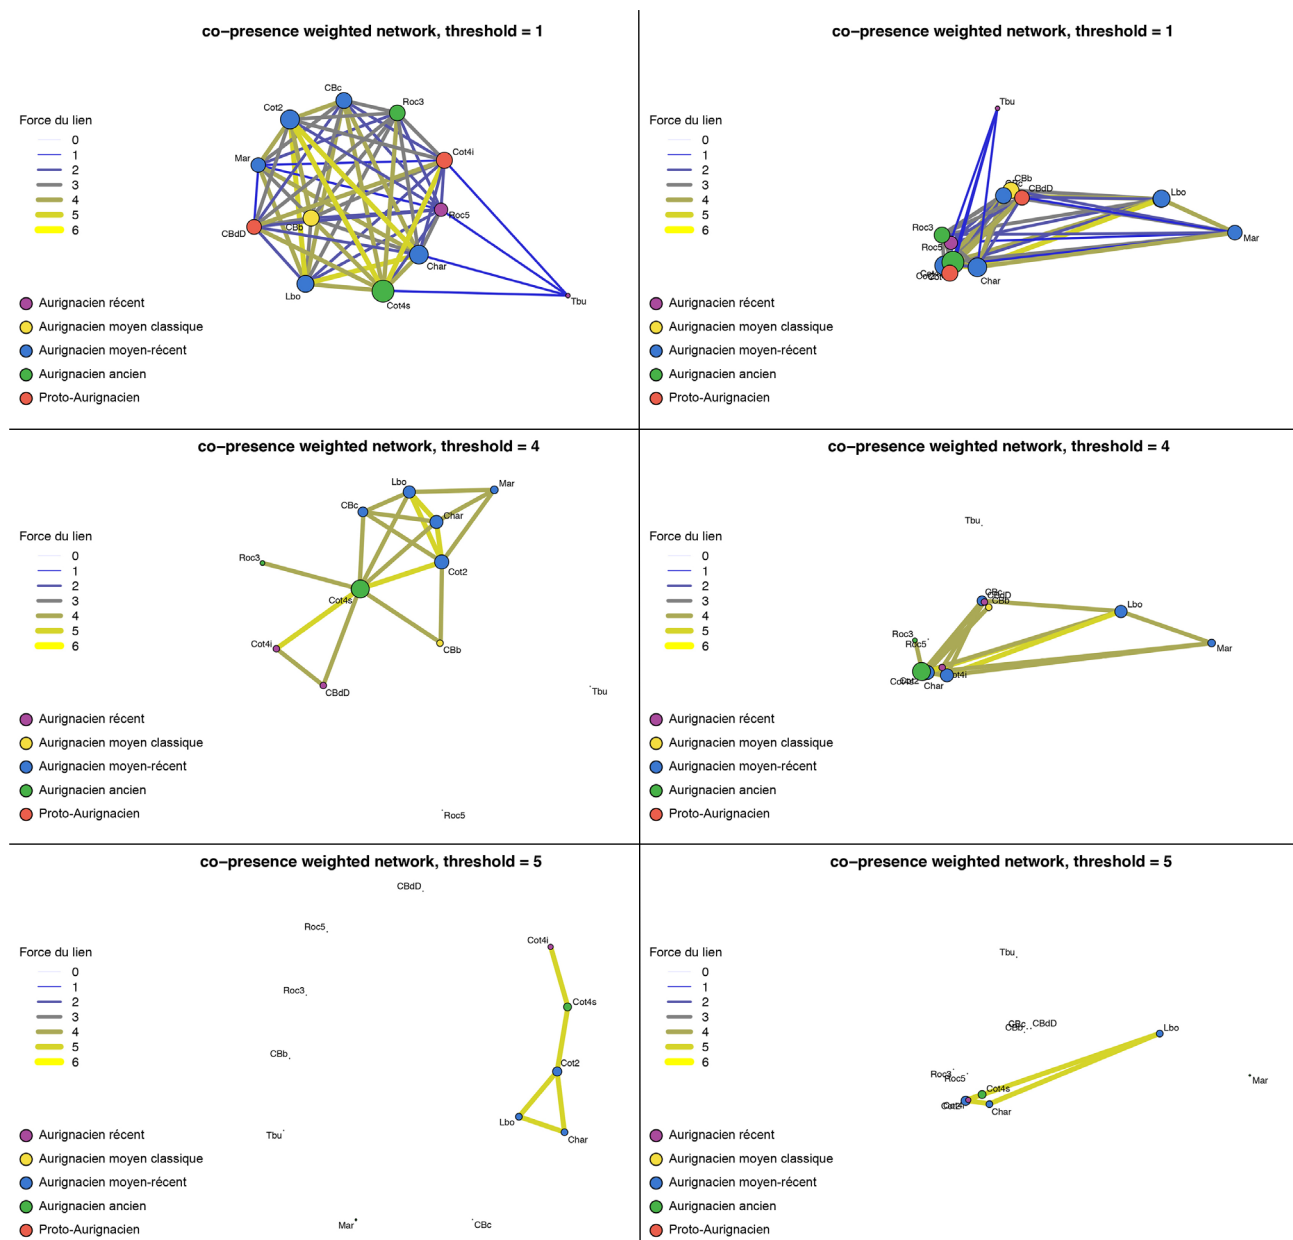 co−presence weighted network, threshold = 1
Force du lien
0
1
2
3
4
5
6
CBc
Cot2
Roc3
Mar
Cot4i
Roc5
CBdD
CBb
Char
Lbo
Cot4s
Tbu
Aurignacien récent
Aurignacien moyen classique
Aurignacien moyen-récent
Aurignacien ancien
Proto-Aurignacien
co−presence weighted network, threshold = 1
Force du lien
0
1
2
3
4
5
6
Tbu
CBb
CBdD
Lbo
Roc3
Roc5
Mar
Char
Aurignacien récent
Aurignacien moyen classique
Aurignacien moyen-récent
Aurignacien ancien
Proto-Aurignacien
co−presence weighted network, threshold = 4
Force du lien
0
1
2
3
4
5
6
Lbo
Mar
CBc
Char
Roc3
Cot2
Cot4s
Cot4i
CBb
CBdD
Tbu
Roc5
Aurignacien récent
Aurignacien moyen classique
Aurignacien moyen-récent
Aurignacien ancien
Proto-Aurignacien
co−presence weighted network, threshold = 4
Force du lien
0
1
2
3
4
5
6
Tbu
CBc
CBdD
CBb
Lbo
Roc3
Roc5
Mar
Char
Aurignacien récent
Aurignacien moyen classique
Aurignacien moyen-récent
Aurignacien ancien
Proto-Aurignacien
co−presence weighted network, threshold = 5
Force du lien
0
1
2
3
4
5
6
CBdD
Roc5
Cot4i
Roc3
Cot4s
CBb
Cot2
Lbo
Char
Tbu
Mar
CBc
Aurignacien récent
Aurignacien moyen classique
Aurignacien moyen-récent
Aurignacien ancien
Proto-Aurignacien
co−presence weighted network, threshold = 5
Force du lien
0
1
2
3
4
5
6
Tbu
CBc
CBdD
CBb
Lbo
Roc3
Roc5
Mar
Cot4s
Char
Aurignacien récent
Aurignacien moyen classique
Aurignacien moyen-récent
Aurignacien ancien
Proto-Aurignacien